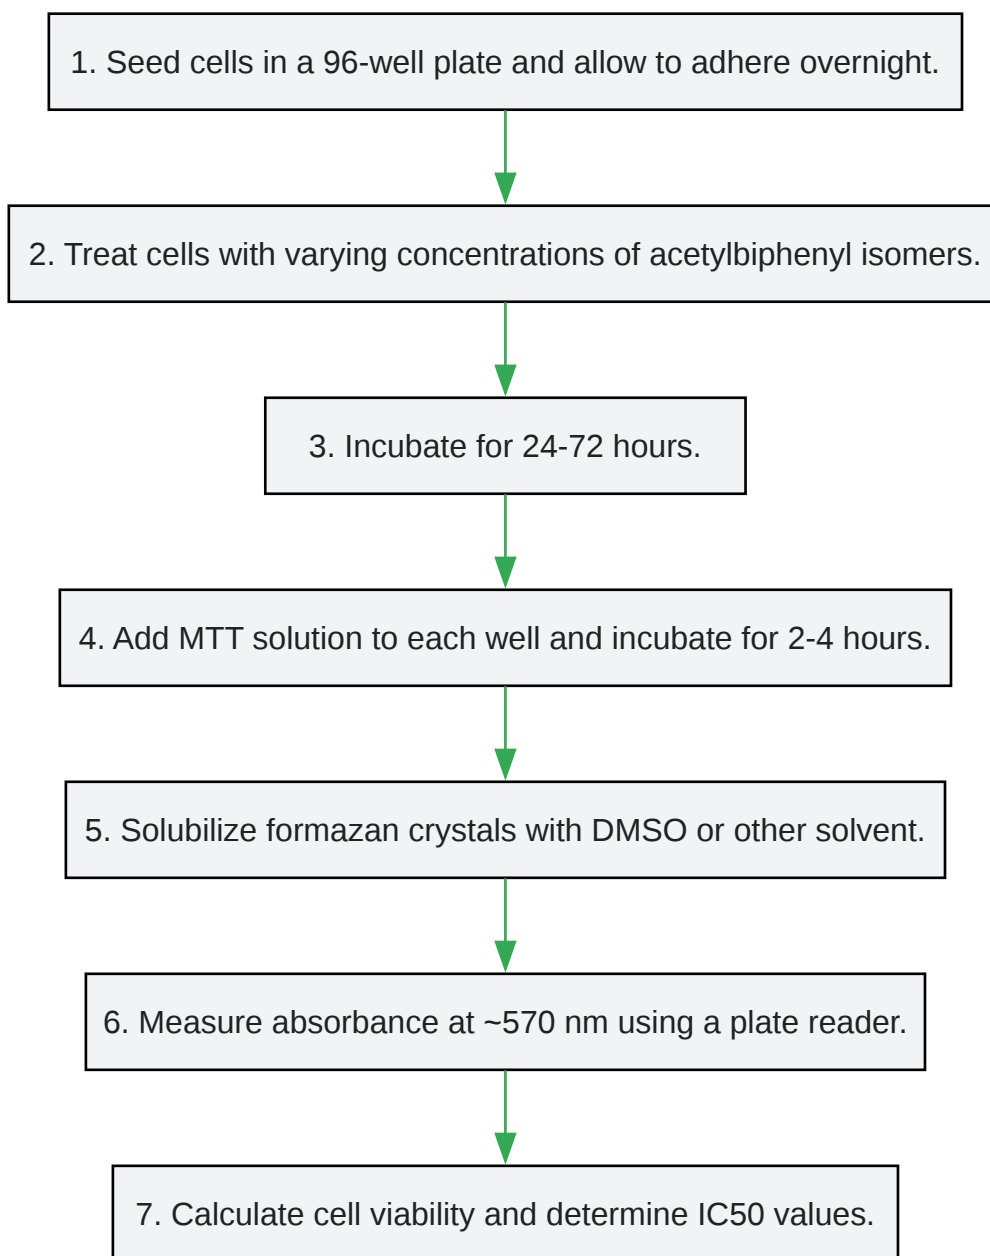 1. Seed cells in a 96-well plate and allow to adhere overnight.
2. Treat cells with varying concentrations of acetylbiphenyl isomers.
3. Incubate for 24-72 hours.
4. Add MTT solution to each well and incubate for 2-4 hours.
5. Solubilize formazan crystals with DMSO or other solvent.
6. Measure absorbance at ~570 nm using a plate reader.
7. Calculate cell viability and determine IC50 values.